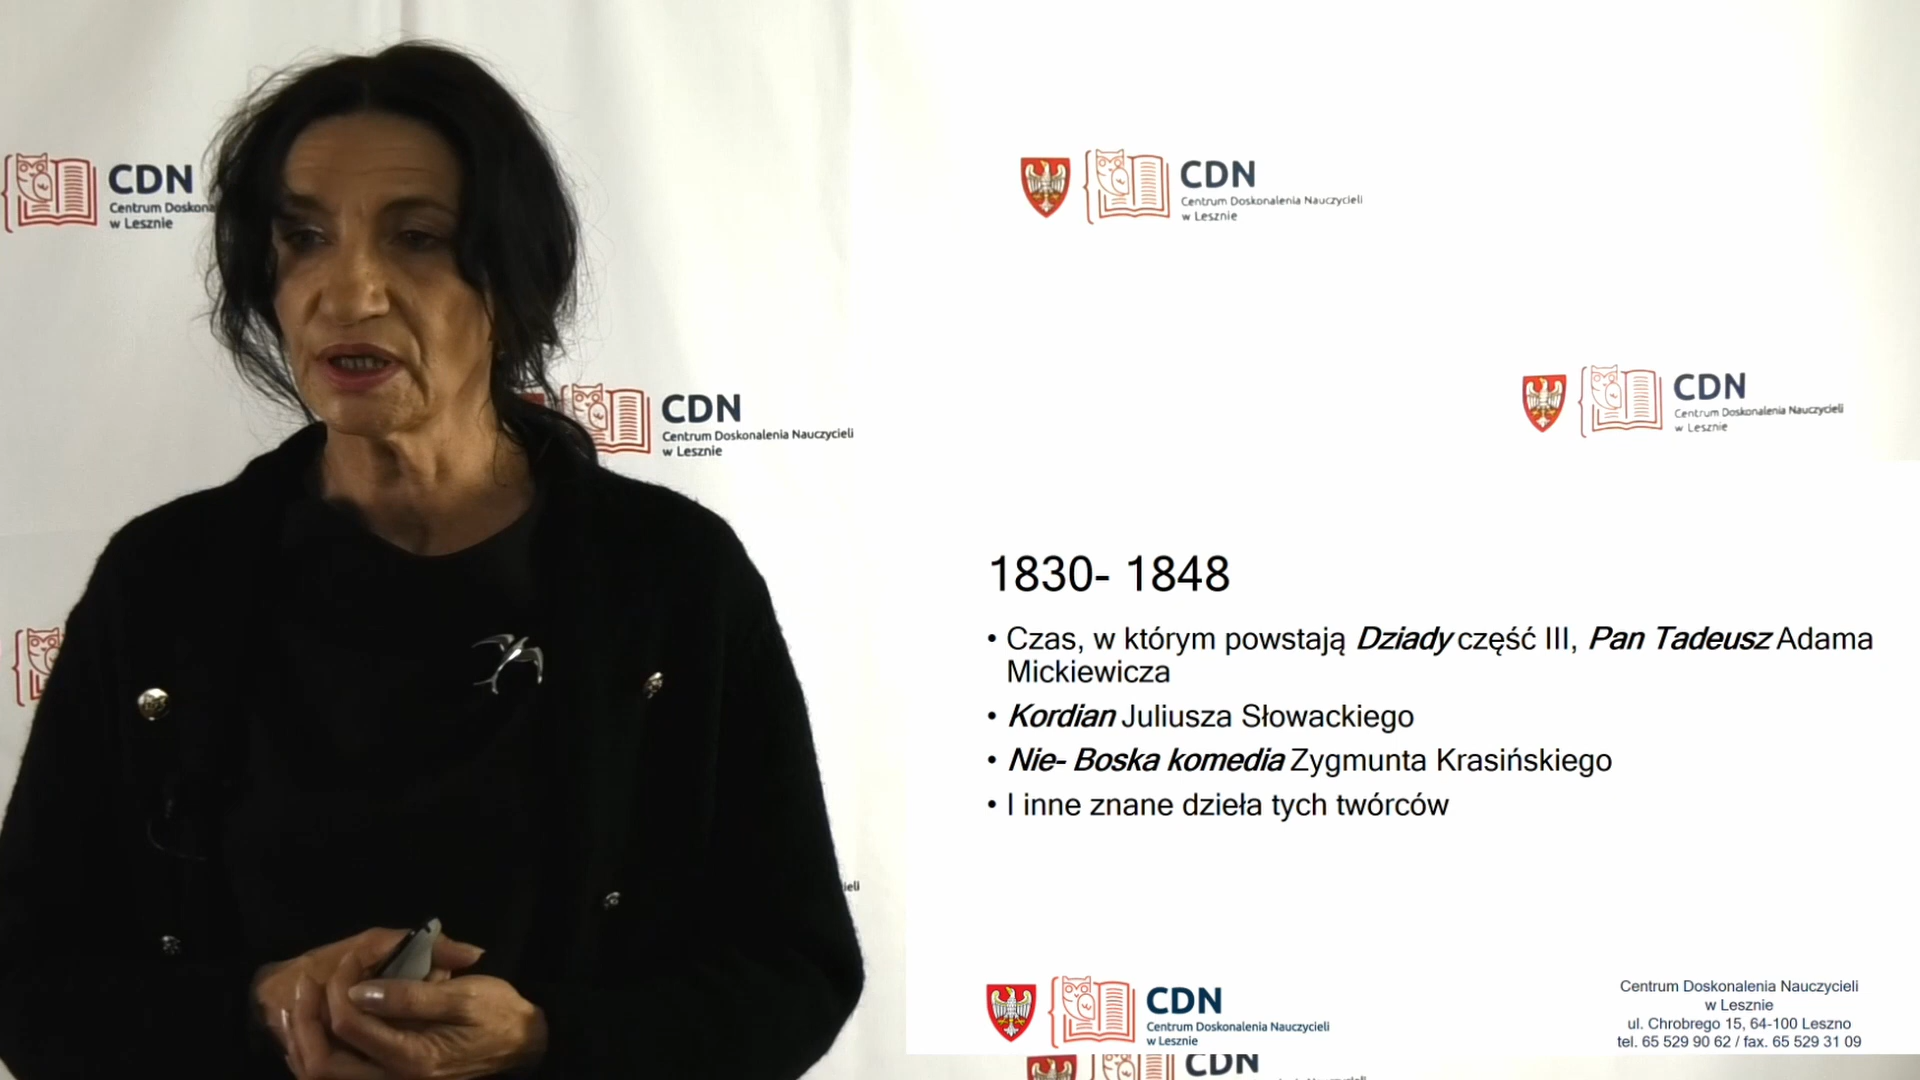 CDN
Centrum Doskona
w Lesznie
CDN
Centrum Doskonalenia Nauczycieli
w Lesznie
CDN
Centrum Doskonalenia Nauczycieli
w Lesznie
CDN
Centrum Doskonalenia Nauczycieli
w Lesznie
1830- 1848
• Czas, w którym powstają Dziady część III, Pan Tadeusz Adama
Mickiewicza
• Kordian Juliusza Słowackiego
• Nie- Boska komedia Zygmunta Krasińskiego
• I inne znane dzieła tych twórców
ieli
CDN
Centrum Doskonalenia Nauczycieli
w Lesznie
Centrum Doskonalenia Nauczycieli
w Lesznie
ul. Chrobrego 15, 64-100 Leszno
tel. 65 529 90 62 / fax. 65 529 31 09
CDN